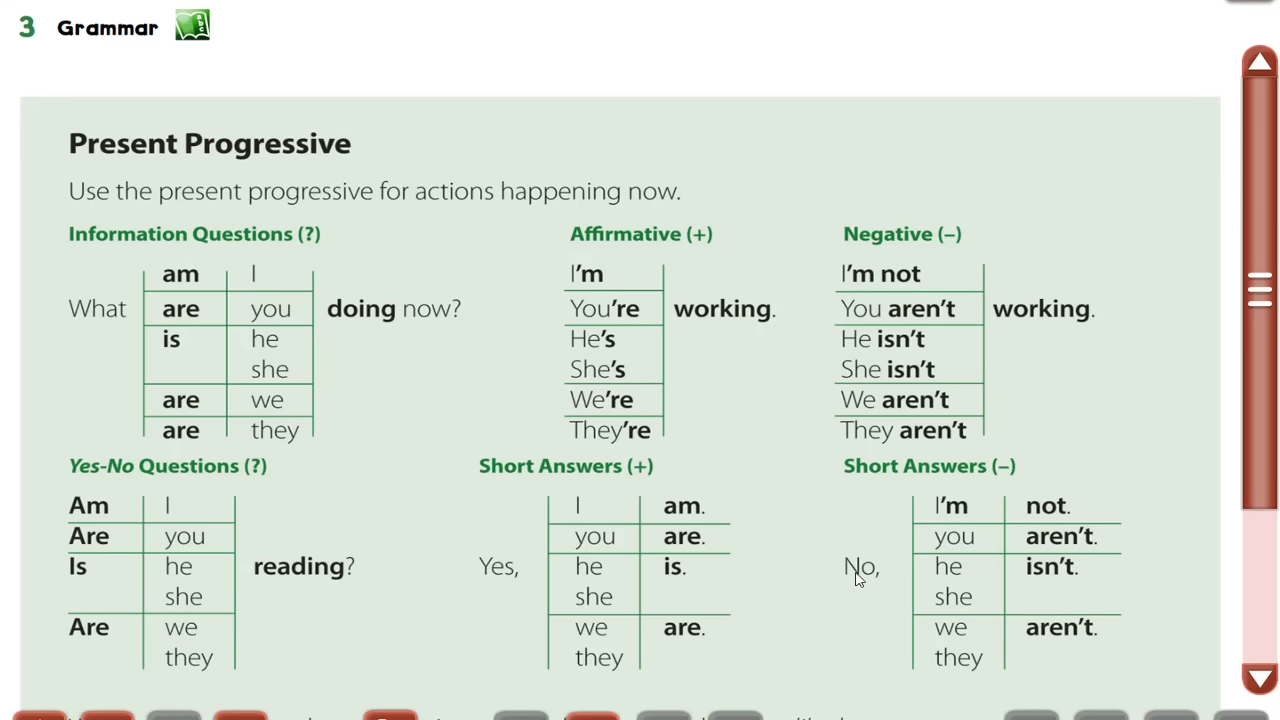 3 Grammar
Present Progressive
Use the present progressive for actions happening now.
Information Questions (?)
am I
What are you doing now?
is he
she
are we
are they
Affirmative (+)
I'm
You're working.
He's
She's
We're
They're
Negative (–)
I'm not
You aren't working.
He isn't
She isn't
We aren't
They aren't
Yes-No Questions (?)
Am I
Are you
Is he reading?
she
Are we
they
Short Answers (+)
I am.
you are.
Yes, he is.
she
we are.
they
Short Answers (–)
I'm not.
you aren't.
No, he isn't.
she
we aren't.
they